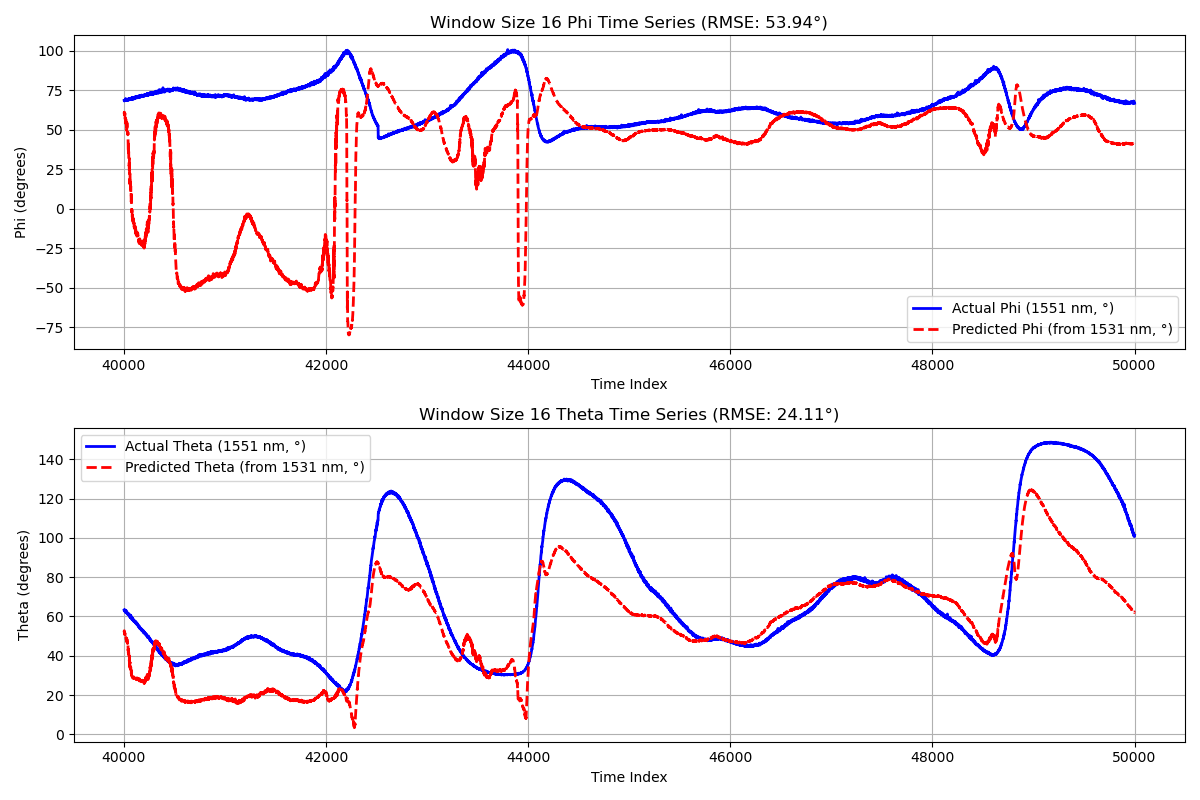 Window Size 16 Phi Time Series (RMSE: 53.94°)
Phi (degrees)
100
75
50
25
0
−25
−50
−75
Actual Phi (1551 nm, °)
Predicted Phi (from 1531 nm, °)
40000 42000 44000 46000 48000 50000
Time Index
Window Size 16 Theta Time Series (RMSE: 24.11°)
Theta (degrees)
Actual Theta (1551 nm, °)
Predicted Theta (from 1531 nm, °)
140
120
100
80
60
40
20
0
40000 42000 44000 46000 48000 50000
Time Index